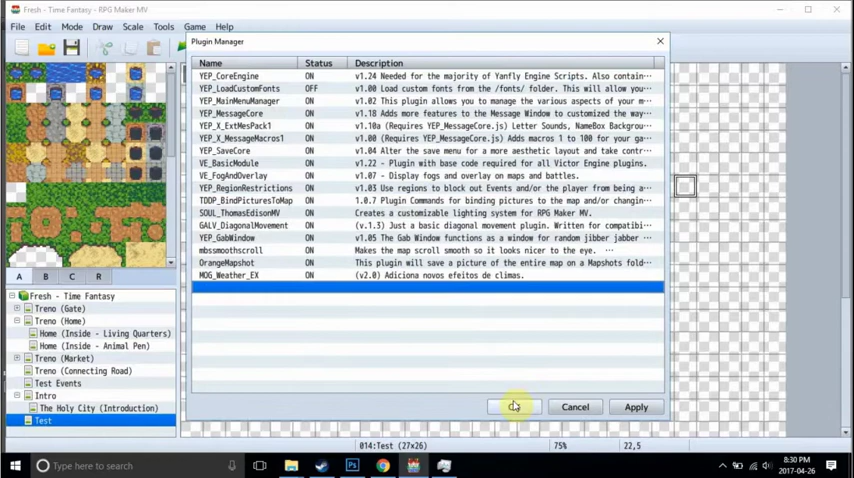 Fresh - Time Fantasy - RPG Maker MV
File Edit Mode Draw Scale Tools Game Help
Plugin Manager
Name Status Description
YEP_CoreEngine ON v1.24 Needed for the majority of Yanfly Engine Scripts. Also contain···
YEP_LoadCustomFonts OFF v1.00 Load custom fonts from the /fonts/ folder. This will allow you···
YEP_MainMenuManager ON v1.02 This plugin allows you to manage the various aspects of your m···
YEP_MessageCore ON v1.18 Adds more features to the Message Window to customized the way···
YEP_X_ExtMesPack1 ON v1.10a (Requires YEP_MessageCore.js) Letter Sounds, NameBox Backgroun···
YEP_X_MessageMacros1 ON v1.00 (Requires YEP_MessageCore.js) Adds macros 1 to 100 for your ga···
YEP_SaveCore ON v1.04 Alter the save menu for a more aesthetic layout and take contr···
VE_BasicModule ON v1.22 - Plugin with base code required for all Victor Engine plugins.
VE_FogAndOverlay ON v1.07 - Display fogs and overlay on maps and battles.
YEP_RegionRestrictions ON v1.03 Use regions to block out Events and/or the player from being a···
TDDP_BindPicturesToMap ON 1.0.7 Plugin Commands for binding pictures to the map and/or changin···
SOUL_ThomasEdisonMV ON Creates a customizable lighting system for RPG Maker MV.
GALV_DiagonalMovement ON (v.1.3) Just a basic diagonal movement plugin. Written for compatibi···
YEP_GabWindow ON v1.05 The Gab Window functions as a window for random jibber jabber ···
mbssmoothscroll ON Makes the map scroll smooth so it looks nicer to the eye. ···
OrangeMapshot ON This plugin will save a picture of the entire map on a Mapshots fold···
MOG_Weather_EX ON (v2.0) Adiciona novos efeitos de climas.
A B C R
Fresh - Time Fantasy
Treno (Gate)
Treno (Home)
Home (Inside - Living Quarters)
Home (Inside - Animal Pen)
Treno (Market)
Treno (Connecting Road)
Test Events
Intro
The Holy City (Introduction)
Test
Cancel Apply
014:Test (27×26) 75% 22,5
Type here to search
8:30 PM
2017-04-26